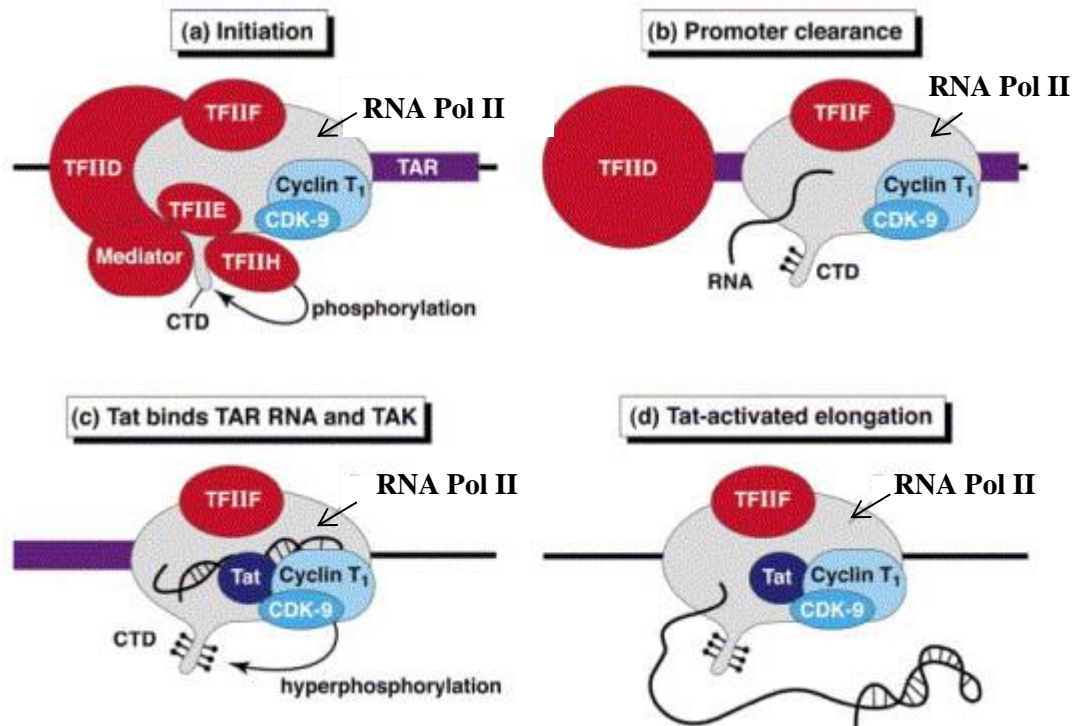 (a) Initiation
TFIIF
RNA Pol II
TFIID
TAR
Cyclin T1
TFIIE
CDK-9
Mediator
TFIIH
CTD
phosphorylation
(b) Promoter clearance
RNA Pol II
TFIIF
TFIID
Cyclin T1
CDK-9
RNA
CTD
(c) Tat binds TAR RNA and TAK
TFIIF
RNA Pol II
Tat
Cyclin T1
CDK-9
CTD
hyperphosphorylation
(d) Tat-activated elongation
TFIIF
RNA Pol II
Tat
Cyclin T1
CDK-9
CTD